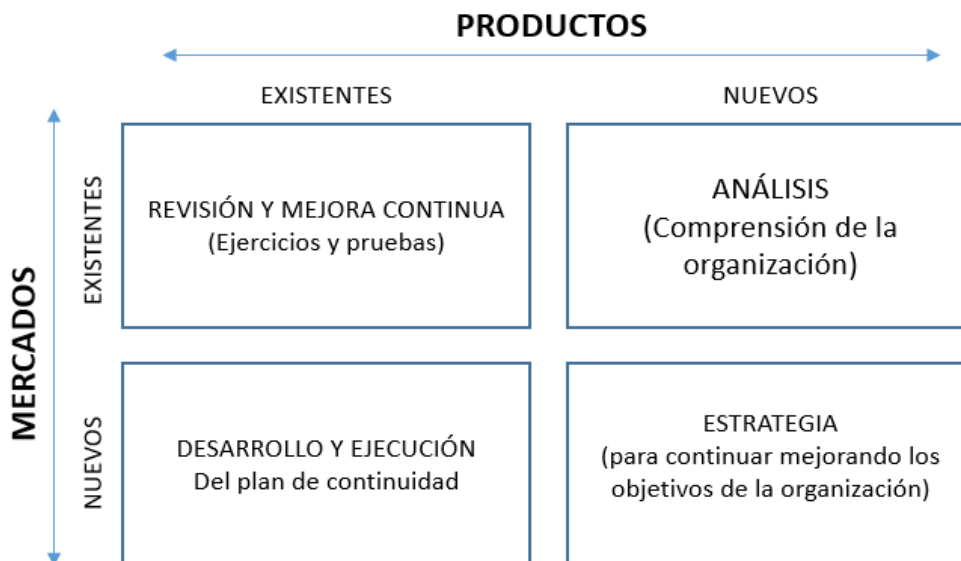 PRODUCTOS
EXISTENTES
NUEVOS
MERCADOS
EXISTENTES
REVISIÓN Y MEJORA CONTINUA
(Ejercicios y pruebas)
ANÁLISIS
(Comprensión de la
organización)
NUEVOS
DESARROLLO Y EJECUCIÓN
Del plan de continuidad
ESTRATEGIA
(para continuar mejorando los
objetivos de la organización)